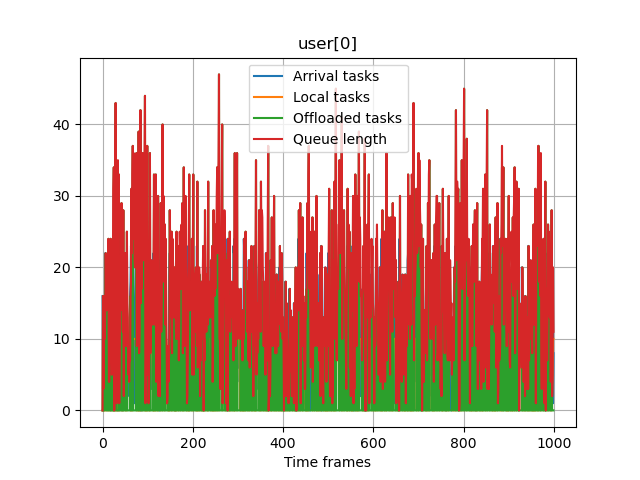 user[0]
Arrival tasks
Local tasks
Offloaded tasks
Queue length
40
30
20
10
0
0 200 400 600 800 1000
Time frames